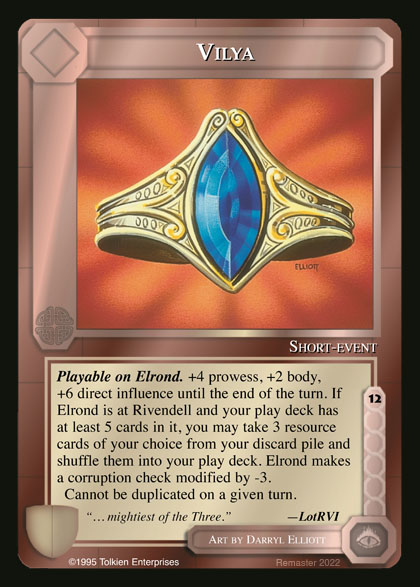 Vilya
ELLIOTT
Short-event
Playable on Elrond. +4 prowess, +2 body,
+6 direct influence until the end of the turn. If
Elrond is at Rivendell and your play deck has
at least 5 cards in it, you may take 3 resource
cards of your choice from your discard pile and
shuffle them into your play deck. Elrond makes
a corruption check modified by -3.
Cannot be duplicated on a given turn.
“… mightiest of the Three.” —LotRVI
12
Art by Darryl Elliott
©1995 Tolkien Enterprises
Remaster 2022